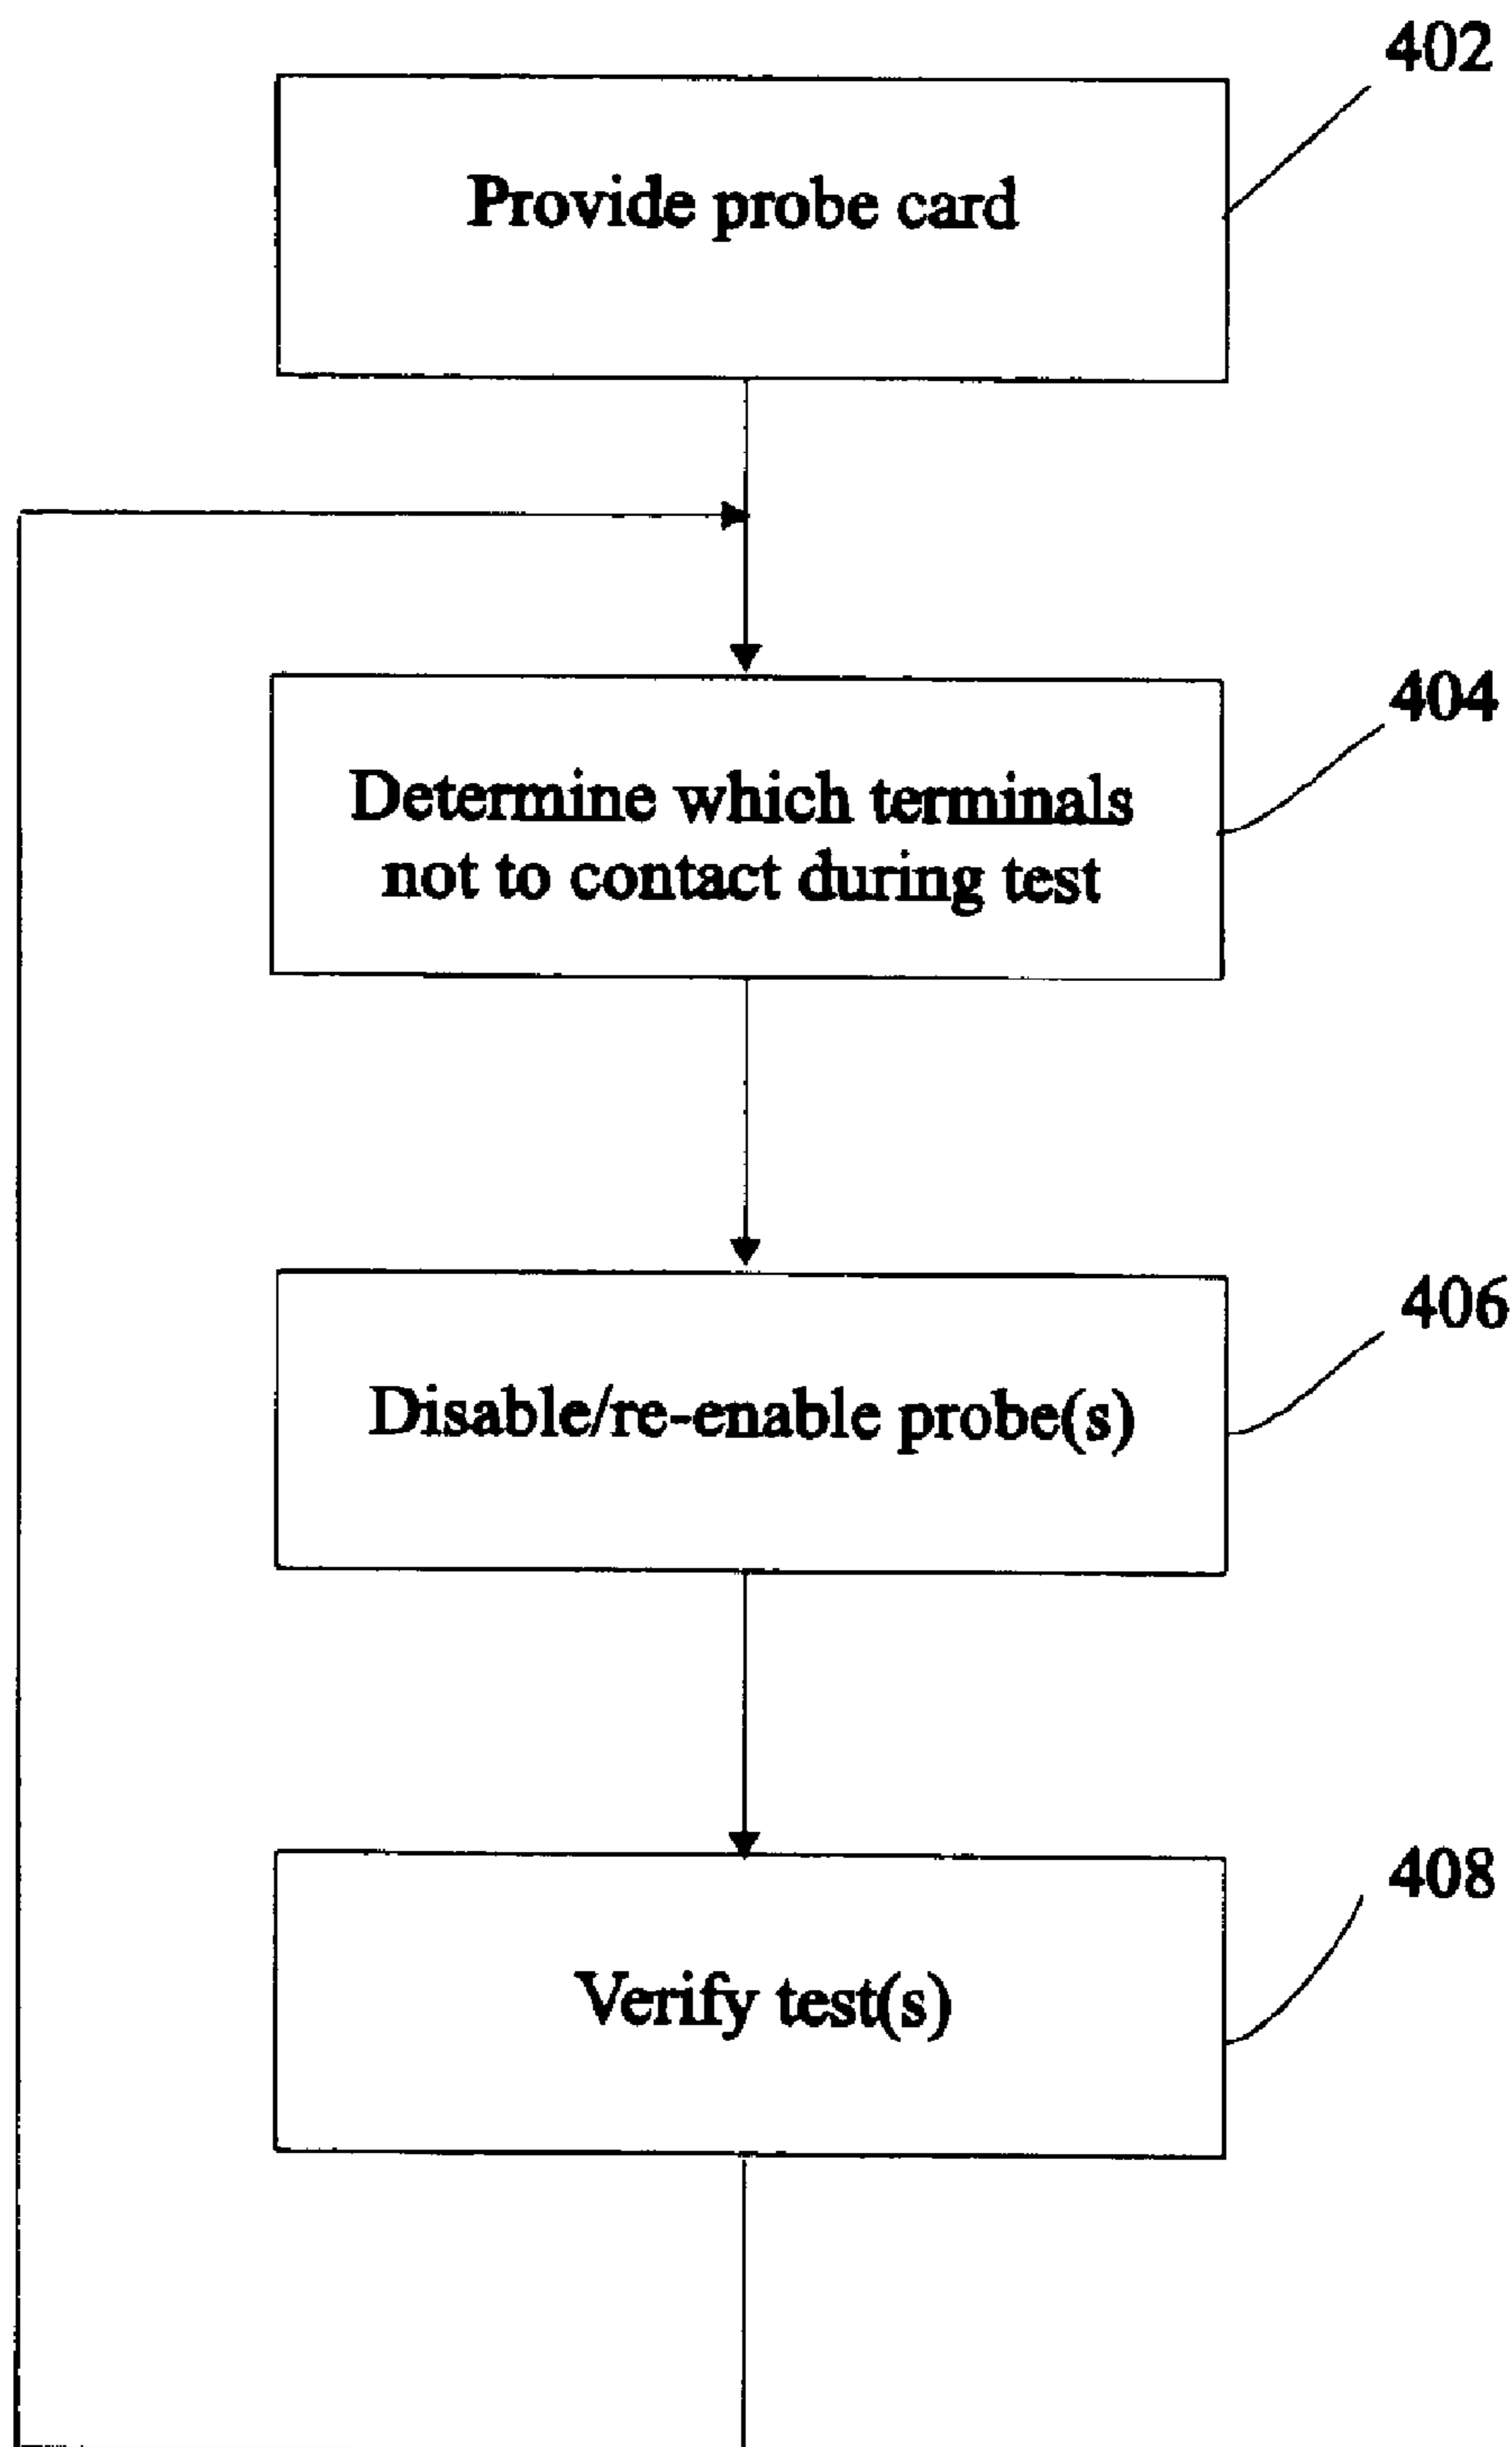 402
Provide probe card
404
Determine which terminals
not to contact during test
406
Disable/re-enable probe(s)
408
Verify test(s)